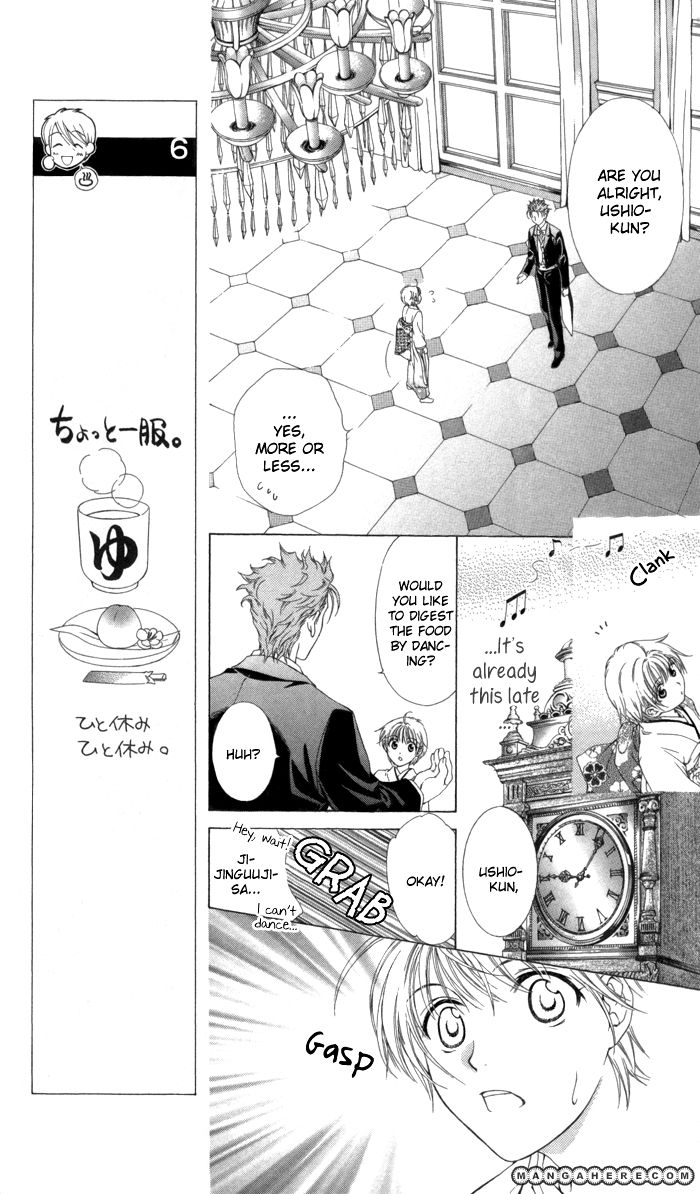 ARE YOU
ALRIGHT,
USHIO-
KUN?
...
YES,
MORE OR
LESS...
Clank
...It's
already
this late
...
WOULD
YOU LIKE
TO DIGEST
THE FOOD
BY DANC-
ING?
HUH?
USHIO-
KUN,
OKAY!
GRAB
Hey, wait!
JI-
JINGUUJI-
SA...
I can't
dance...
Gasp
6
ちょっと一服。
ゆ
ひと休み
ひと休み。
MANGAHERE.COM